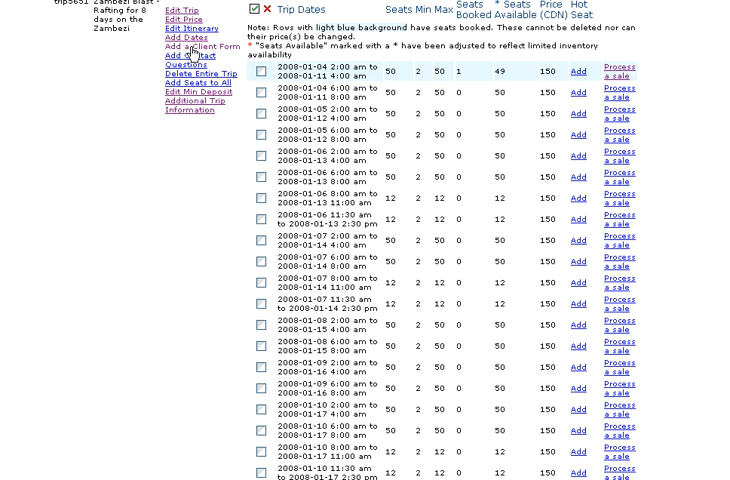 trip5651
Zambezi Blast -
Rafting for 8
days on the
Zambezi
Edit Trip
Edit Price
Edit Itinerary
Add Dates
Add a Client Form
Add Contact
Questions
Delete Entire Trip
Add Seats to All
Edit Min Deposit
Additional Trip
Information
Trip Dates Seats Min Max Seats Booked * Seats Available Price (CDN) Hot Seat
Note: Rows with light blue background have seats booked. These cannot be deleted nor can
their price(s) be changed.
* "Seats Available" marked with a * have been adjusted to reflect limited inventory
availability
2008-01-04 2:00 am to
2008-01-11 4:00 am 50 2 50 1 49 150 Add Process a sale
2008-01-04 6:00 am to
2008-01-11 8:00 am 50 2 50 0 50 150 Add Process a sale
2008-01-05 2:00 am to
2008-01-12 4:00 am 50 2 50 0 50 150 Add Process a sale
2008-01-05 6:00 am to
2008-01-12 8:00 am 50 2 50 0 50 150 Add Process a sale
2008-01-06 2:00 am to
2008-01-13 4:00 am 50 2 50 0 50 150 Add Process a sale
2008-01-06 6:00 am to
2008-01-13 8:00 am 50 2 50 0 50 150 Add Process a sale
2008-01-06 8:00 am to
2008-01-13 11:00 am 12 2 12 0 12 150 Add Process a sale
2008-01-06 11:30 am
to 2008-01-13 2:30 pm 12 2 12 0 12 150 Add Process a sale
2008-01-07 2:00 am to
2008-01-14 4:00 am 50 2 50 0 50 150 Add Process a sale
2008-01-07 6:00 am to
2008-01-14 8:00 am 50 2 50 0 50 150 Add Process a sale
2008-01-07 8:00 am to
2008-01-14 11:00 am 12 2 12 0 12 150 Add Process a sale
2008-01-07 11:30 am
to 2008-01-14 2:30 pm 12 2 12 0 12 150 Add Process a sale
2008-01-08 2:00 am to
2008-01-15 4:00 am 50 2 50 0 50 150 Add Process a sale
2008-01-08 6:00 am to
2008-01-15 8:00 am 50 2 50 0 50 150 Add Process a sale
2008-01-09 2:00 am to
2008-01-16 4:00 am 50 2 50 0 50 150 Add Process a sale
2008-01-09 6:00 am to
2008-01-16 8:00 am 50 2 50 0 50 150 Add Process a sale
2008-01-10 2:00 am to
2008-01-17 4:00 am 50 2 50 0 50 150 Add Process a sale
2008-01-10 6:00 am to
2008-01-17 8:00 am 50 2 50 0 50 150 Add Process a sale
2008-01-10 8:00 am to
2008-01-17 11:00 am 12 2 12 0 12 150 Add Process a sale
2008-01-10 11:30 am
to 2008-01-17 2:30 pm 12 2 12 0 12 150 Add Process a sale